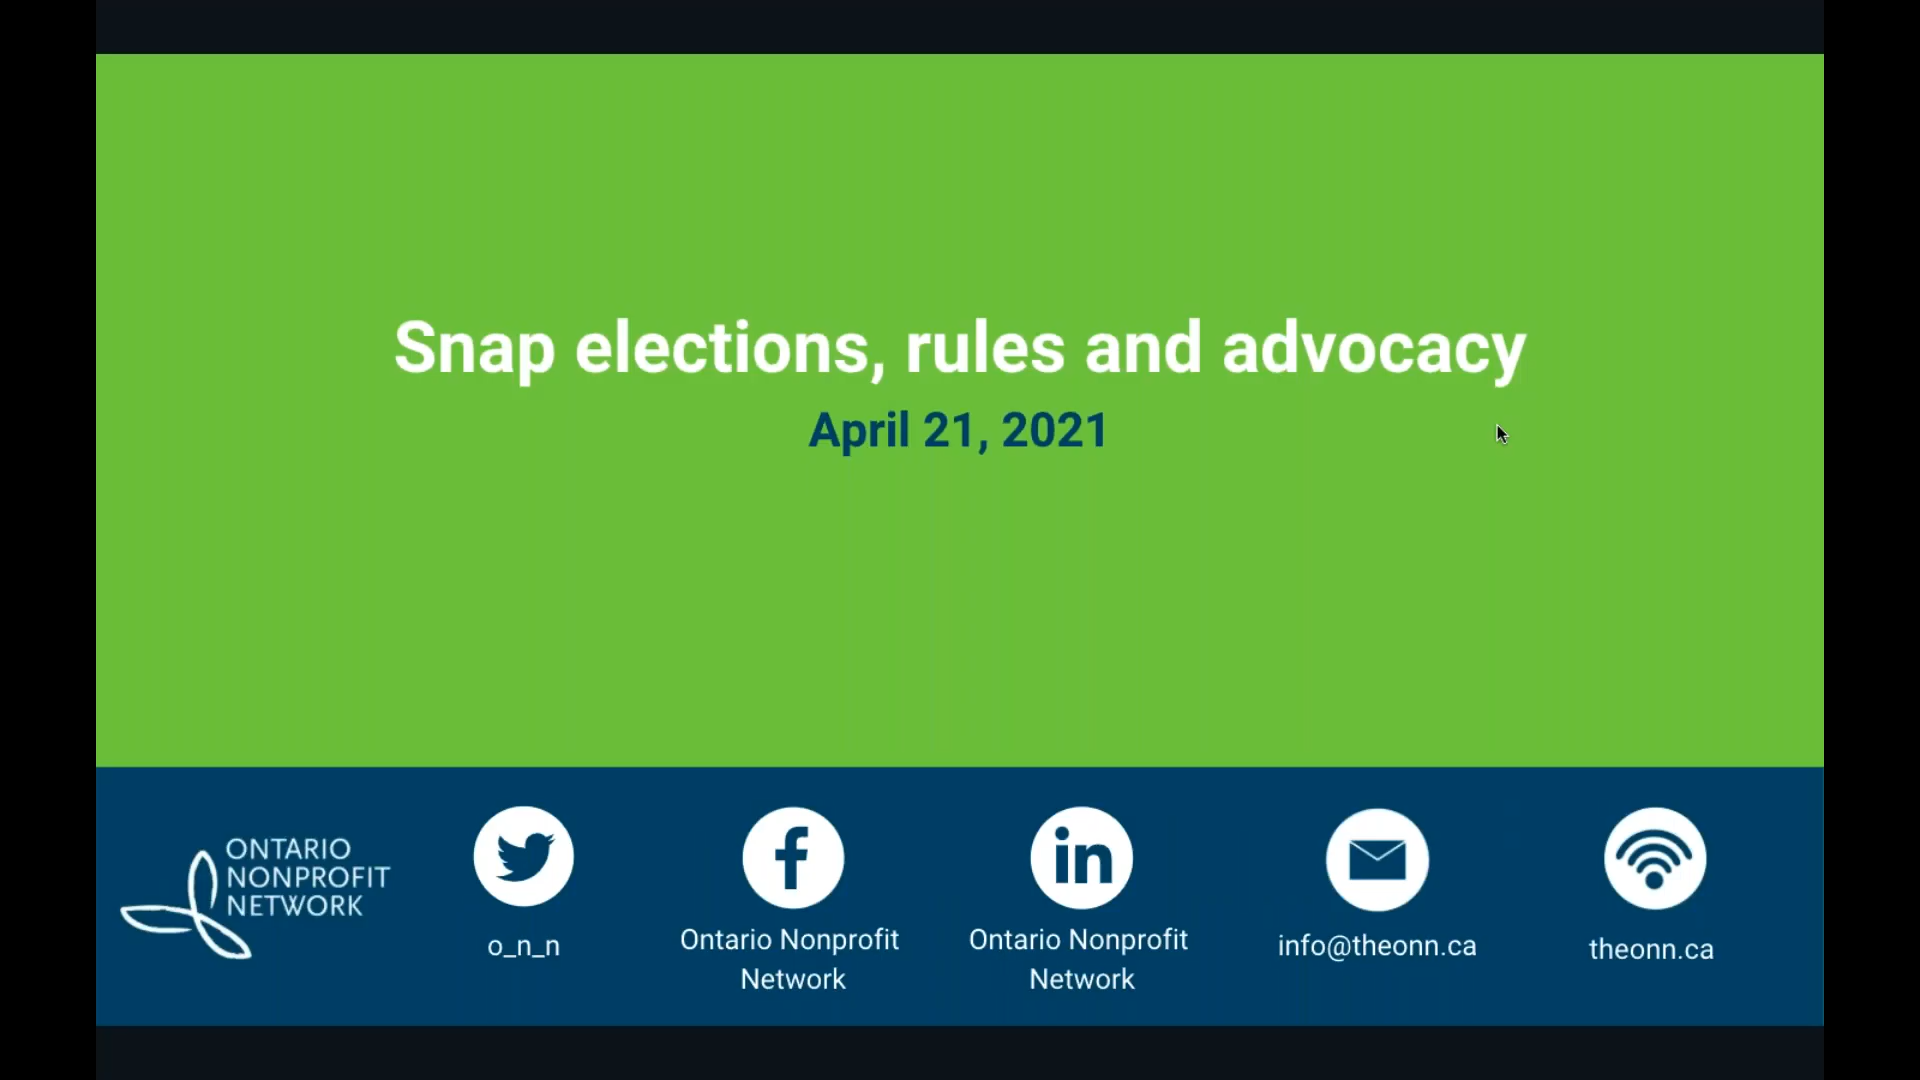 Snap elections, rules and advocacy
April 21, 2021
ONTARIO
NONPROFIT
NETWORK
o_n_n
Ontario Nonprofit
Network
in
Ontario Nonprofit
Network
info@theonn.ca
theonn.ca